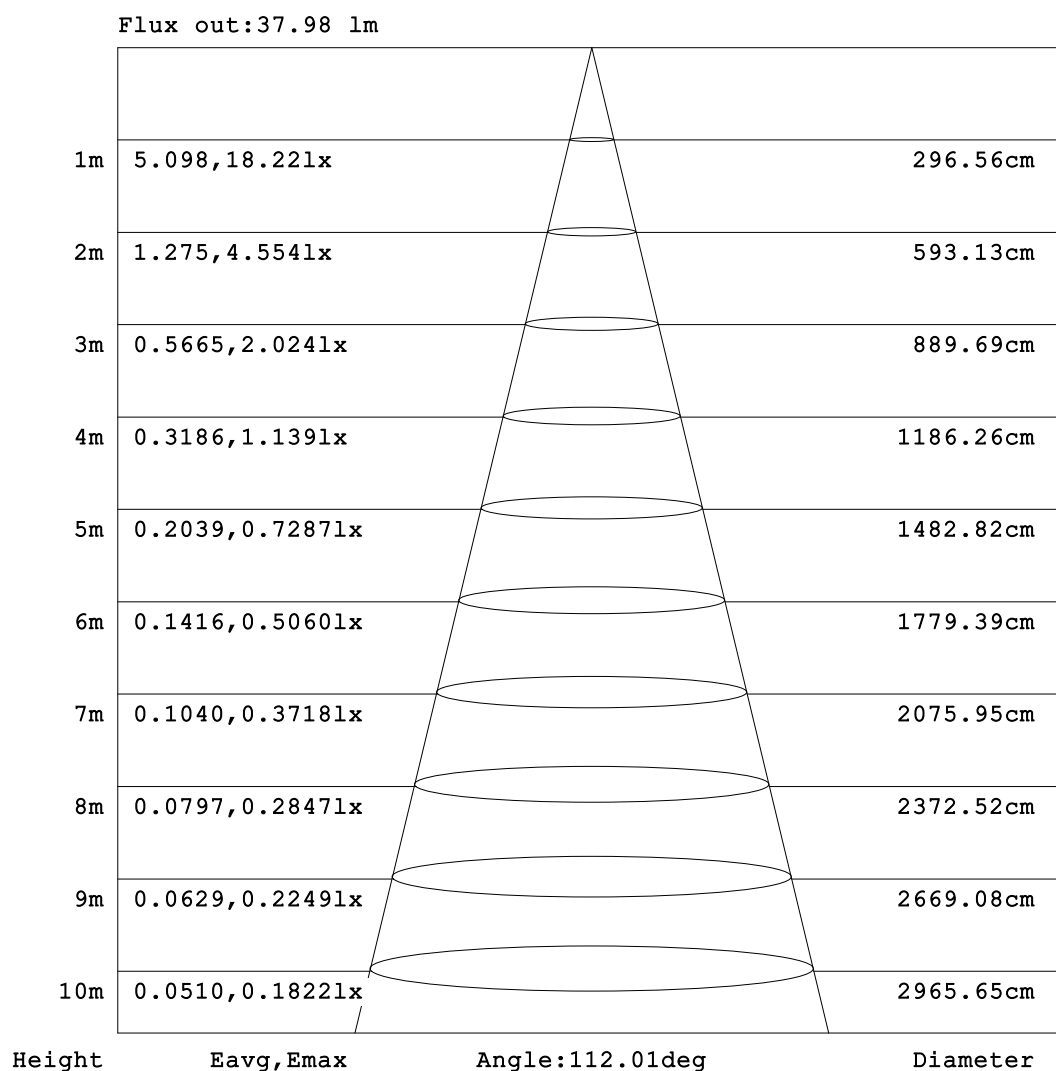 Flux out:37.98 lm
1m 5.098,18.22lx 296.56cm
2m 1.275,4.554lx 593.13cm
3m 0.5665,2.024lx 889.69cm
4m 0.3186,1.139lx 1186.26cm
5m 0.2039,0.7287lx 1482.82cm
6m 0.1416,0.5060lx 1779.39cm
7m 0.1040,0.3718lx 2075.95cm
8m 0.0797,0.2847lx 2372.52cm
9m 0.0629,0.2249lx 2669.08cm
10m 0.0510,0.1822lx 2965.65cm
Height Eavg,Emax Angle:112.01deg Diameter